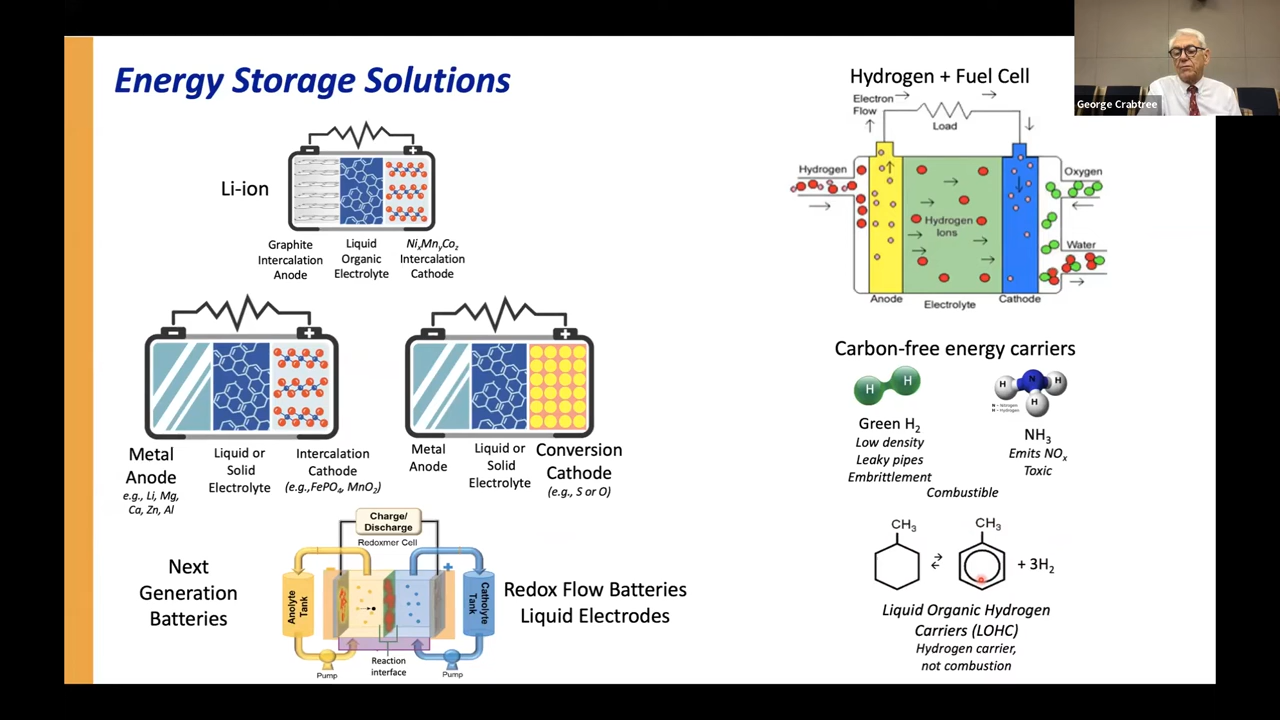 Energy Storage Solutions
Li-ion
Graphite
Intercalation
Anode
Liquid
Organic
Electrolyte
NiₓMnᵧCo₂
Intercalation
Cathode
Metal
Anode
e.g., Li, Mg,
Ca, Zn, Al
Liquid or
Solid
Electrolyte
Intercalation
Cathode
(e.g.,FePO₄, MnO₂)
Metal
Anode
Liquid or
Solid
Electrolyte
Conversion
Cathode
(e.g., S or O)
Next
Generation
Batteries
Charge/
Discharge
Redoxmer Cell
Anolyte
Tank
Catholyte
Tank
Pump
Reaction
interface
Pump
Redox Flow Batteries
Liquid Electrodes
Hydrogen + Fuel Cell
Electron
Flow
Load
Hydrogen
Oxygen
Hydrogen
Ions
Water
Anode
Electrolyte
Cathode
Carbon-free energy carriers
H H
Green H₂
Low density
Leaky pipes
Embrittlement
H N H
H
N = Nitrogen
H = Hydrogen
NH₃
Emits NOₓ
Toxic
Combustible
CH₃
CH₃
+ 3H₂
Liquid Organic Hydrogen
Carriers (LOHC)
Hydrogen carrier,
not combustion
George Crabtree